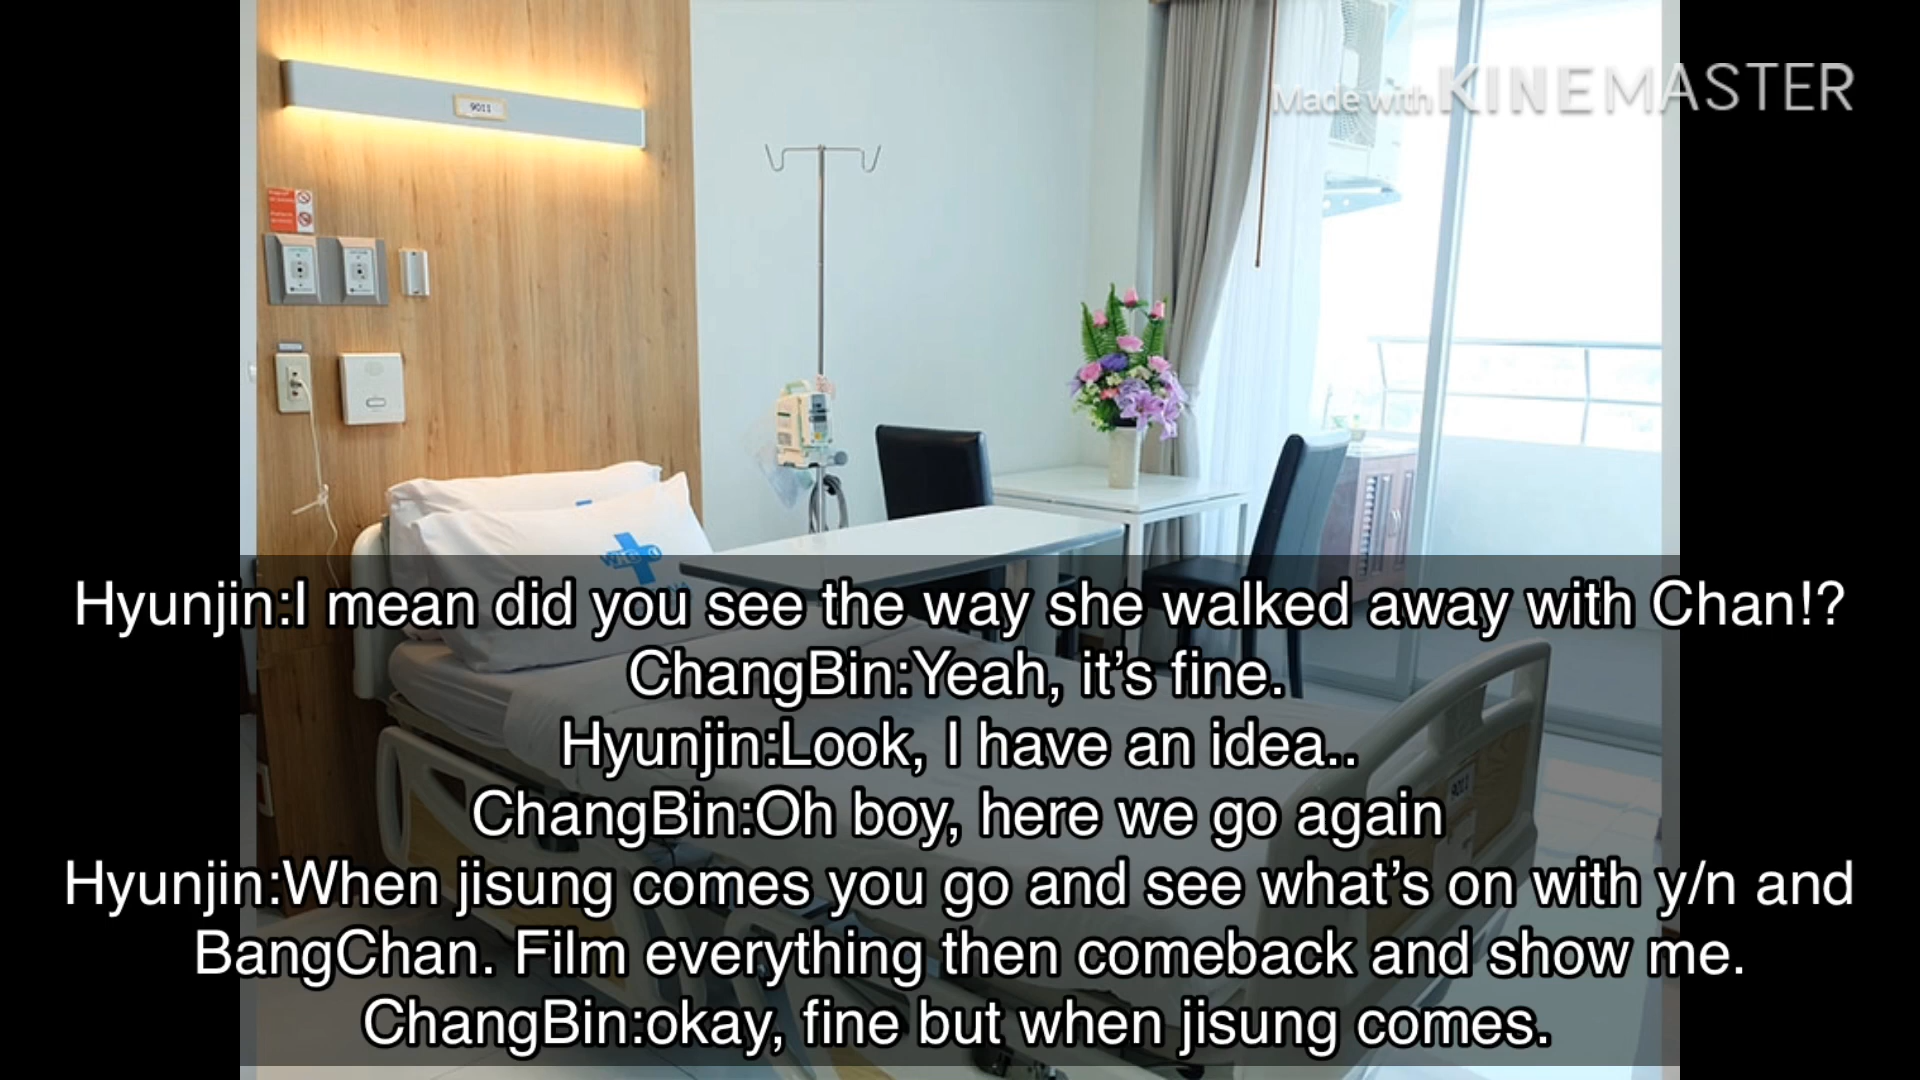 9011
Made with KINEMASTER
Hyunjin:I mean did you see the way she walked away with Chan!?
ChangBin:Yeah, it’s fine.
Hyunjin:Look, I have an idea..
ChangBin:Oh boy, here we go again
Hyunjin:When jisung comes you go and see what’s on with y/n and
BangChan. Film everything then comeback and show me.
ChangBin:okay, fine but when jisung comes.
9011